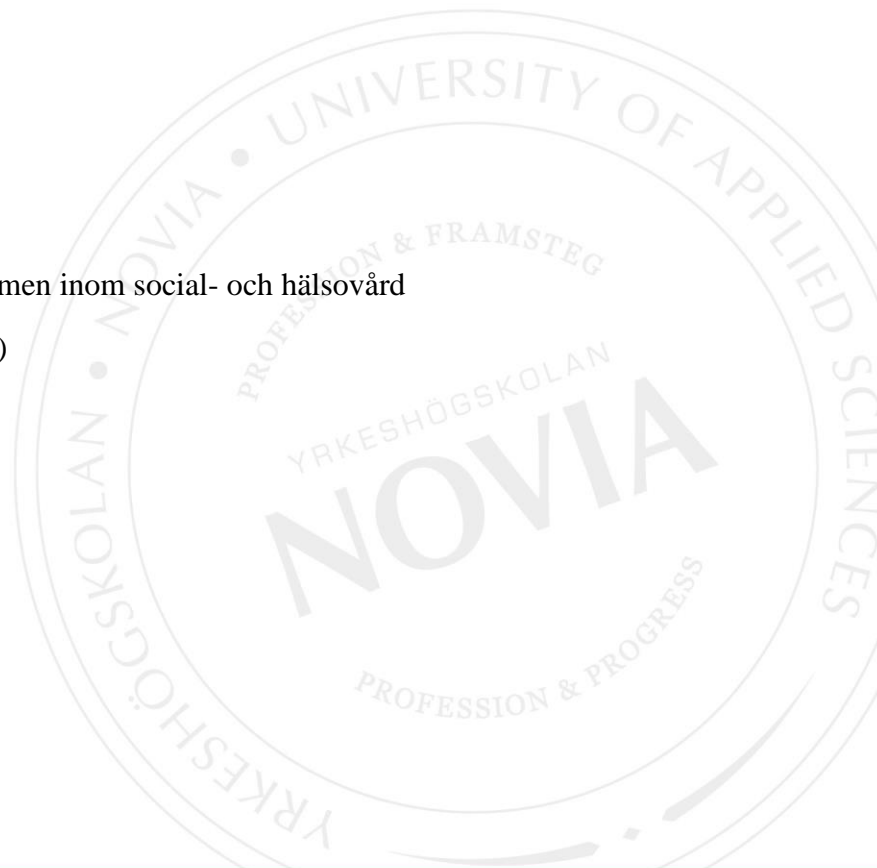 UNIVERSITY OF APPLIED SCIENCES
PROFESSION & FRAMSTEG
men inom social- och hälsovård
)
YRKESHÖGSKOLAN
NOVIA
PROFESSION & PROGRESS
YRKESHÖGSKOLAN • NOVIA •